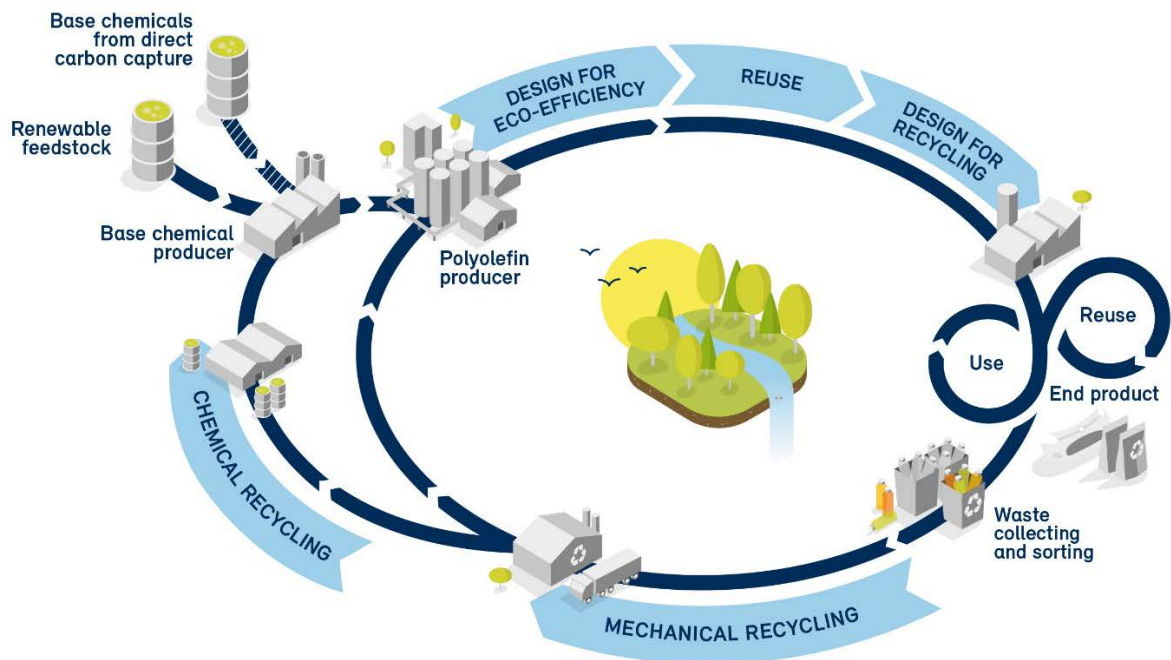 Base chemicals
from direct
carbon capture
Renewable
feedstock
Base chemical
producer
Polyolefin
producer
DESIGN FOR
ECO-EFFICIENCY
REUSE
DESIGN FOR
RECYCLING
Use
Reuse
End product
Waste
collecting
and sorting
MECHANICAL RECYCLING
CHEMICAL RECYCLING